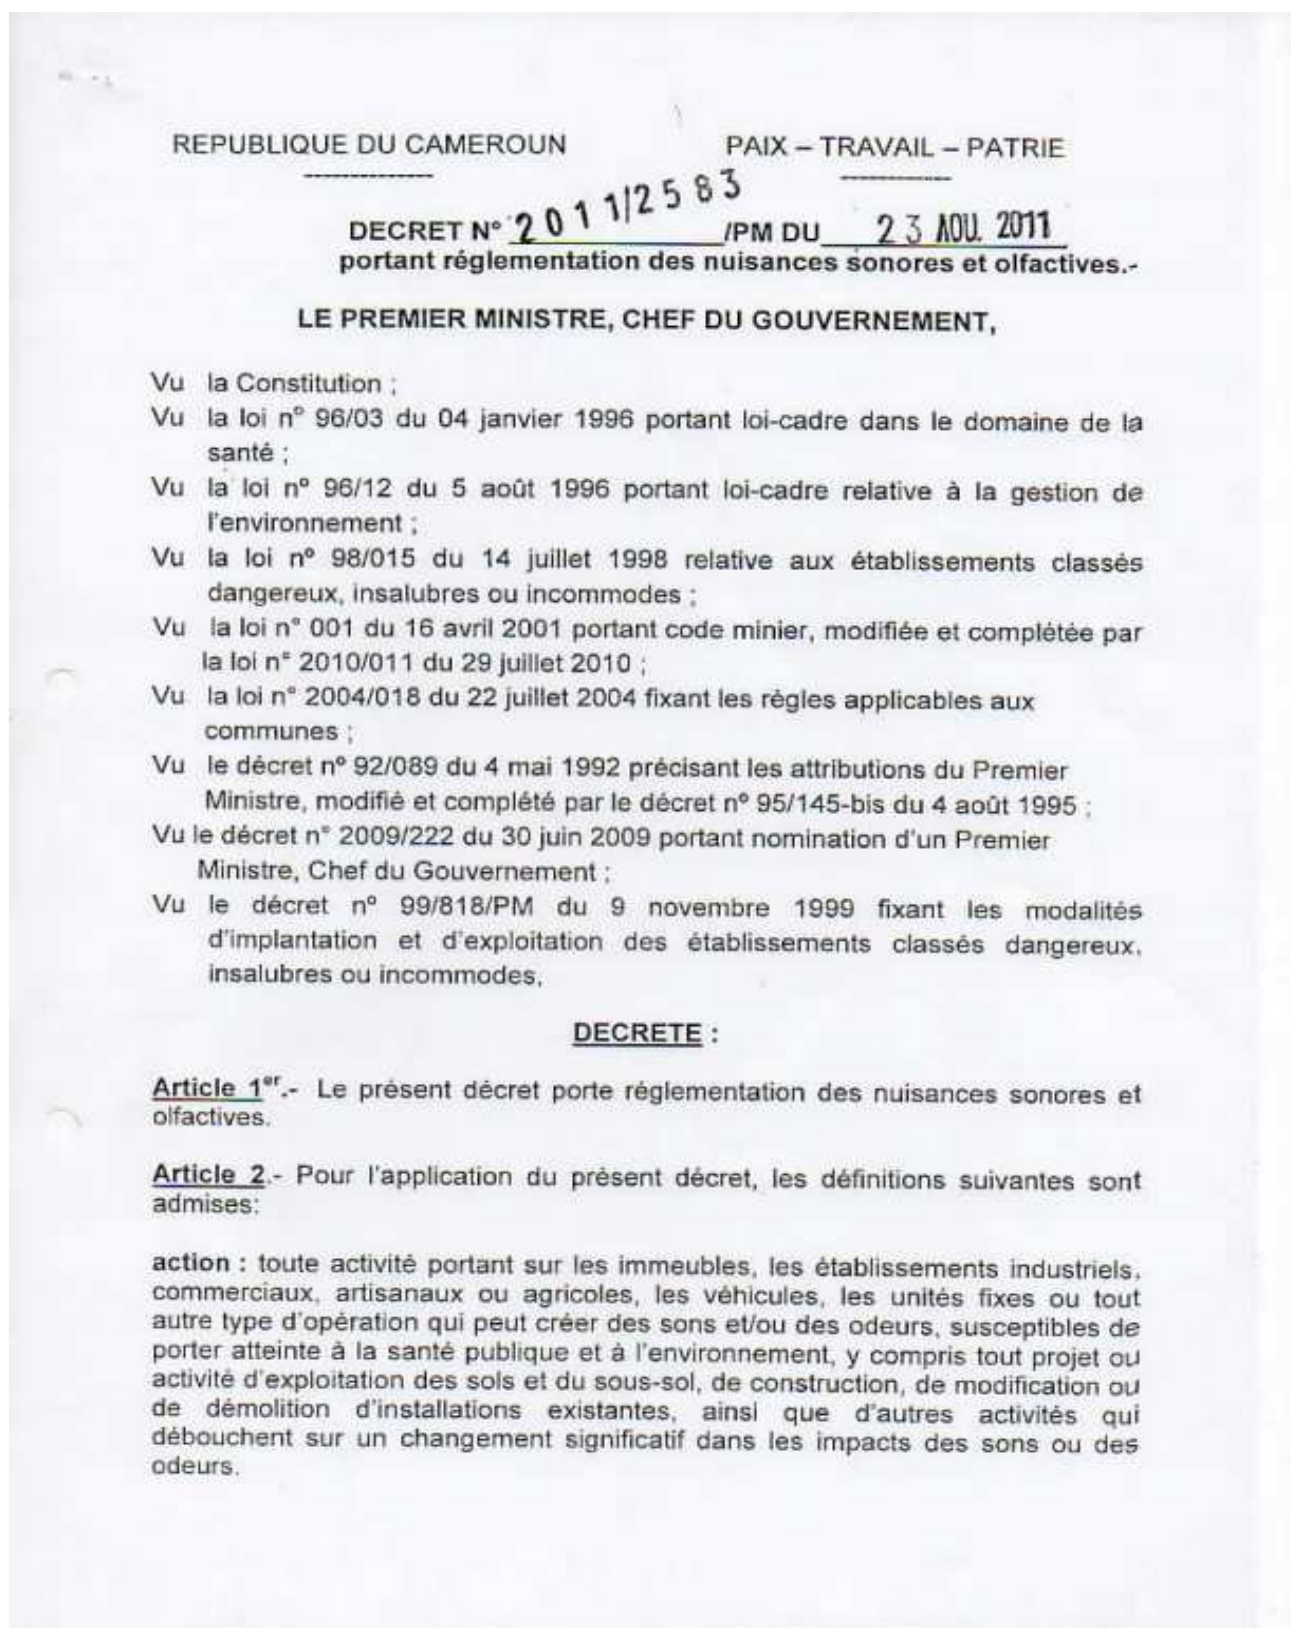 REPUBLIQUE DU CAMEROUN
PAIX – TRAVAIL – PATRIE
--------------
------------
DECRET N° 2011/2583 /PM DU 23 AOU. 2011
portant réglementation des nuisances sonores et olfactives.-
LE PREMIER MINISTRE, CHEF DU GOUVERNEMENT,
Vu la Constitution ;
Vu la loi n° 96/03 du 04 janvier 1996 portant loi-cadre dans le domaine de la
santé ;
Vu la loi nº 96/12 du 5 août 1996 portant loi-cadre relative à la gestion de
l'environnement ;
Vu la loi nº 98/015 du 14 juillet 1998 relative aux établissements classés
dangereux, insalubres ou incommodes ;
Vu la loi n° 001 du 16 avril 2001 portant code minier, modifiée et complétée par
la loi n° 2010/011 du 29 juillet 2010 ;
Vu la loi n° 2004/018 du 22 juillet 2004 fixant les règles applicables aux
communes ;
Vu le décret nº 92/089 du 4 mai 1992 précisant les attributions du Premier
Ministre, modifié et complété par le décret nº 95/145-bis du 4 août 1995 ;
Vu le décret n° 2009/222 du 30 juin 2009 portant nomination d'un Premier
Ministre, Chef du Gouvernement ;
Vu le décret nº 99/818/PM du 9 novembre 1999 fixant les modalités
d'implantation et d'exploitation des établissements classés dangereux,
insalubres ou incommodes,
DECRETE :
Article 1er.- Le présent décret porte réglementation des nuisances sonores et
olfactives.
Article 2.- Pour l'application du présent décret, les définitions suivantes sont
admises:
action : toute activité portant sur les immeubles, les établissements industriels,
commerciaux, artisanaux ou agricoles, les véhicules, les unités fixes ou tout
autre type d'opération qui peut créer des sons et/ou des odeurs, susceptibles de
porter atteinte à la santé publique et à l'environnement, y compris tout projet ou
activité d'exploitation des sols et du sous-sol, de construction, de modification ou
de démolition d'installations existantes, ainsi que d'autres activités qui
débouchent sur un changement significatif dans les impacts des sons ou des
odeurs.